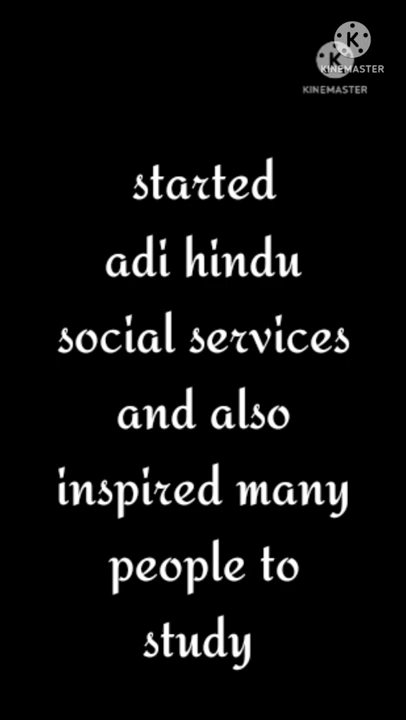 KINEMASTER
KINEMASTER
started
adi hindu
social services
and also
inspired many
people to
study